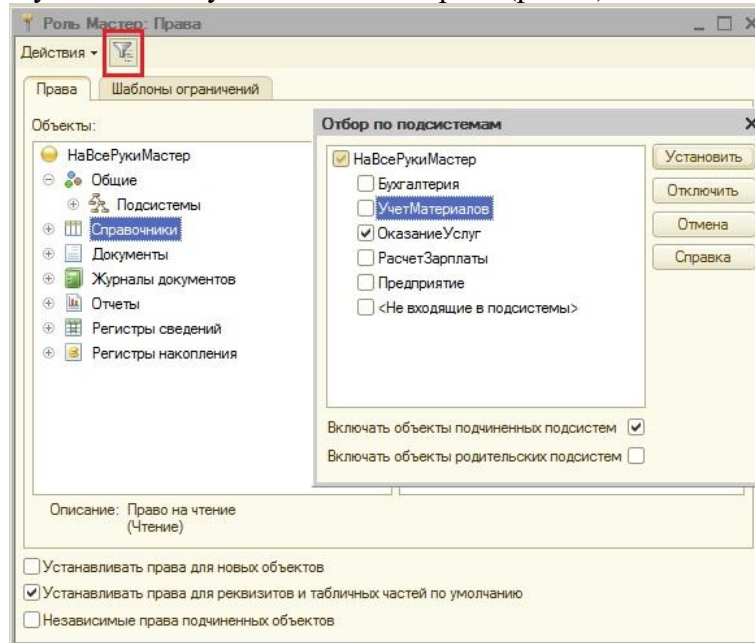 Роль Мастер: Права
Действия
Права
Шаблоны ограничений
Объекты:
НаВсеРукиМастер
Общие
Подсистемы
Справочники
Документы
Журналы документов
Отчеты
Регистры сведений
Регистры накопления
Отбор по подсистемам
НаВсеРукиМастер
Бухгалтерия
УчетМатериалов
ОказаниеУслуг
РасчетЗарплаты
Предприятие
<Не входящие в подсистемы>
Установить
Отключить
Отмена
Справка
Включать объекты подчиненных подсистем
Включать объекты родительских подсистем
Описание: Право на чтение
(Чтение)
Устанавливать права для новых объектов
Устанавливать права для реквизитов и табличных частей по умолчанию
Независимые права подчиненных объектов